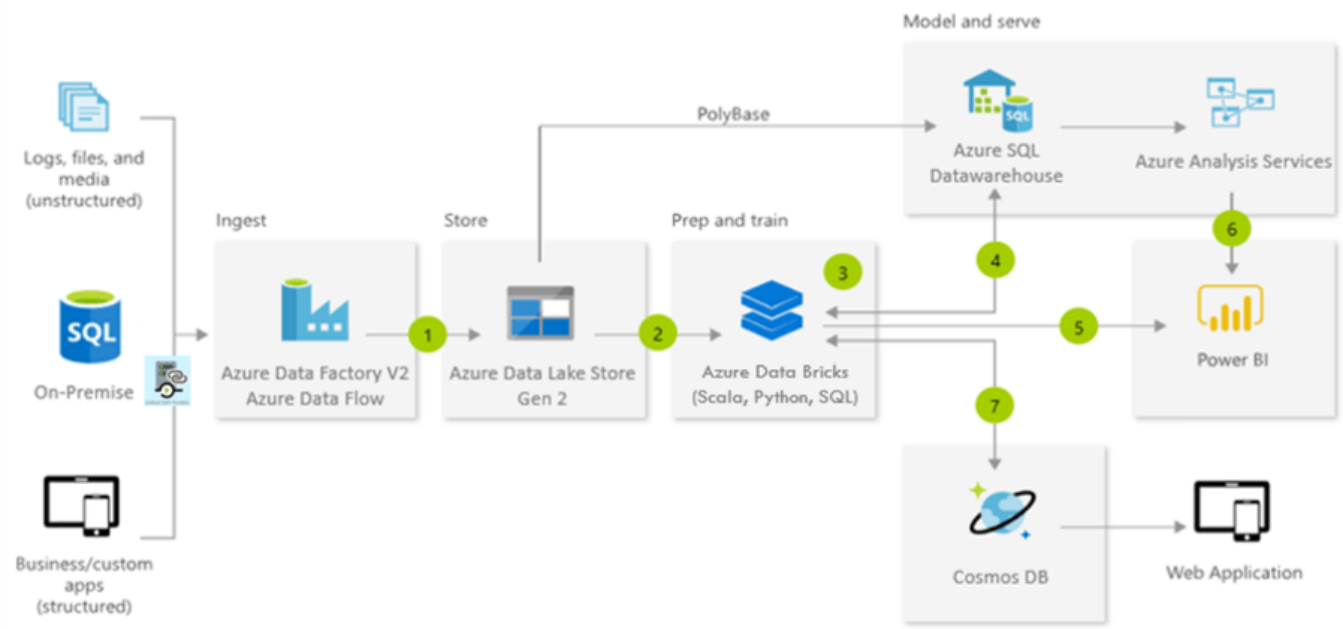 Model and serve
Logs, files, and
media
(unstructured)
PolyBase
SQL
Azure SQL
Datawarehouse
Azure Analysis Services
Ingest
Store
Prep and train
6
4
3
SQL
On-Premise
1
Azure Data Factory V2
Azure Data Flow
2
Azure Data Lake Store
Gen 2
Azure Data Bricks
(Scala, Python, SQL)
5
Power BI
7
Business/custom
apps
(structured)
Cosmos DB
Web Application